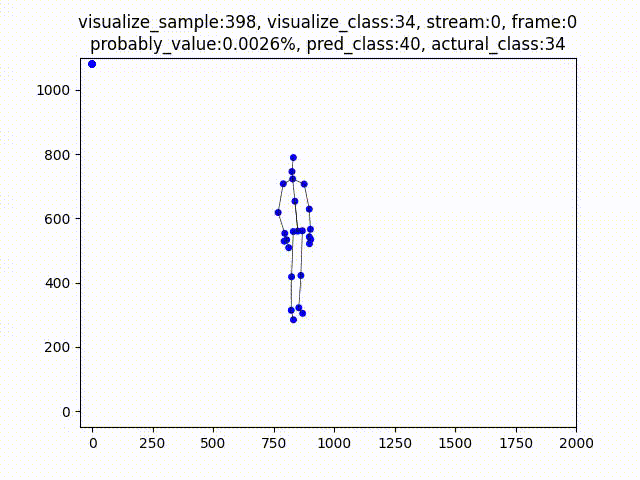 visualize_sample:398, visualize_class:34, stream:0, frame:0
probably_value:0.0026%, pred_class:40, actural_class:34
1000
800
600
400
200
0
0 250 500 750 1000 1250 1500 1750 2000